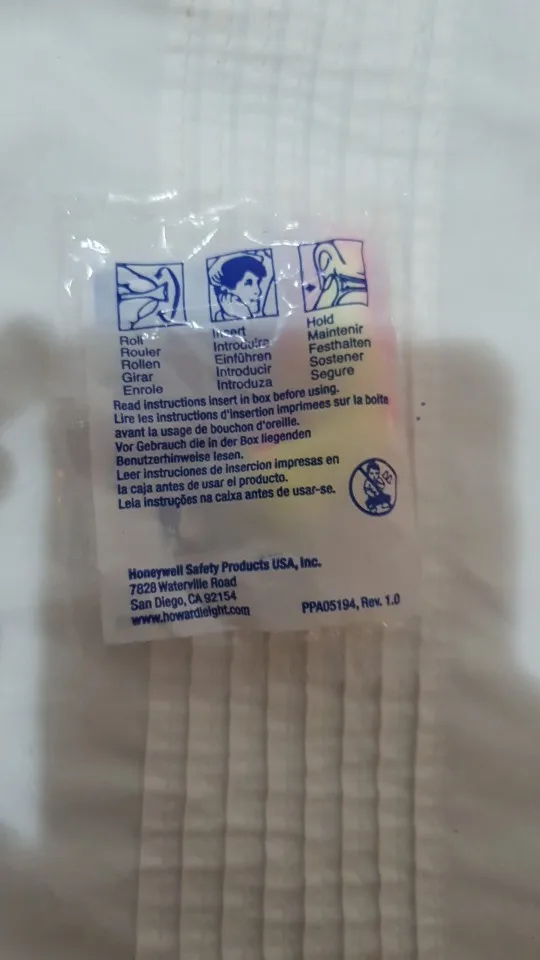 Roll
Rouler
Rollen
Girar
Enrole
Insert
Introduire
Einführen
Introducir
Introduza
Hold
Maintenir
Festhalten
Sostener
Segure
Read instructions insert in box before using.
Lire les instructions d'insertion imprimees sur la boîte
avant la usage de bouchon d'oreille.
Vor Gebrauch die in der Box liegenden
Benutzerhinweise lesen.
Leer instruciones de insercion impresas en
la caja antes de usar el producto.
Leia instruções na caixa antes de usar-se.
Honeywell Safety Products USA, Inc.
7828 Waterville Road
San Diego, CA 92154
www.howardleight.com
PPA05194, Rev. 1.0